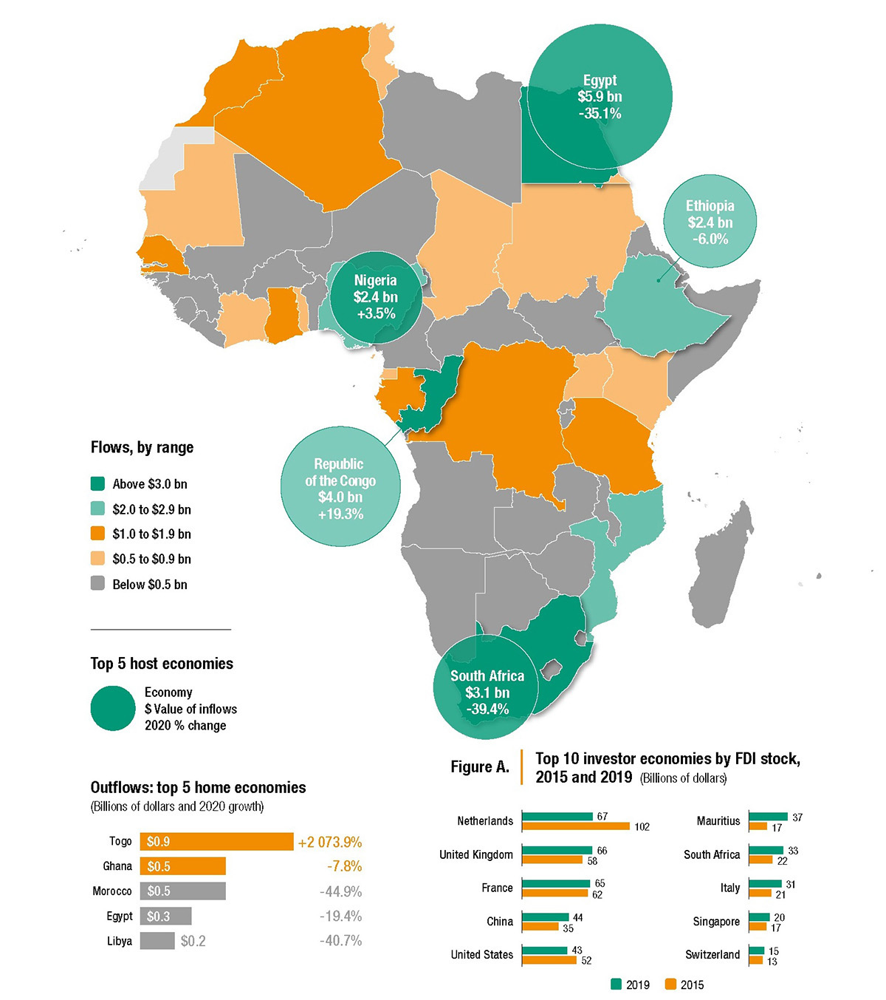 Egypt
$5.9 bn
-35.1%
Ethiopia
$2.4 bn
-6.0%
Nigeria
$2.4 bn
+3.5%
Republic
of the Congo
$4.0 bn
+19.3%
South Africa
$3.1 bn
-39.4%
Flows, by range
Above $3.0 bn
$2.0 to $2.9 bn
$1.0 to $1.9 bn
$0.5 to $0.9 bn
Below $0.5 bn
Top 5 host economies
Economy
$ Value of inflows
2020 % change
Outflows: top 5 home economies
(Billions of dollars and 2020 growth)
Togo $0.9 +2 073.9%
Ghana $0.5 -7.8%
Morocco $0.5 -44.9%
Egypt $0.3 -19.4%
Libya $0.2 -40.7%
Figure A.
Top 10 investor economies by FDI stock,
2015 and 2019 (Billions of dollars)
Netherlands 67
102
United Kingdom 66
58
France 65
62
China 44
35
United States 43
52
Mauritius 37
17
South Africa 33
22
Italy 31
21
Singapore 20
17
Switzerland 15
13
2019 2015